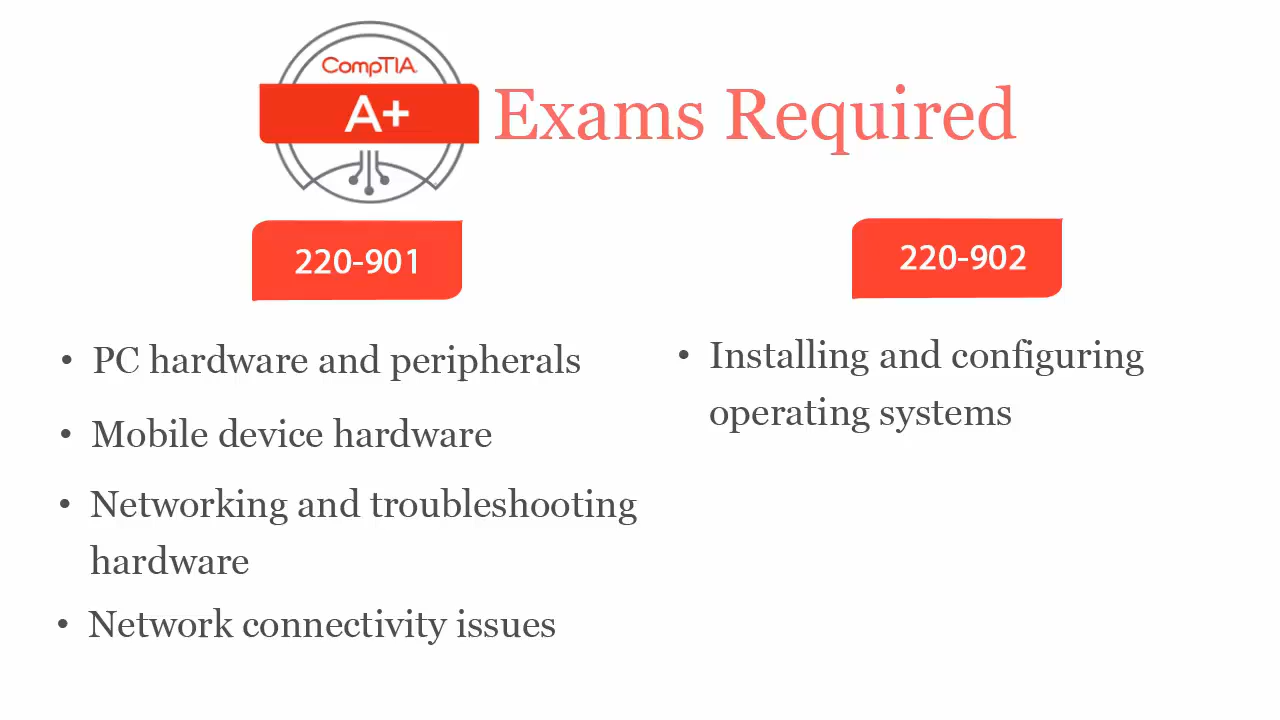 CompTIA
A+
Exams Required
220-901
• PC hardware and peripherals
• Mobile device hardware
• Networking and troubleshooting
hardware
• Network connectivity issues
220-902
• Installing and configuring
operating systems